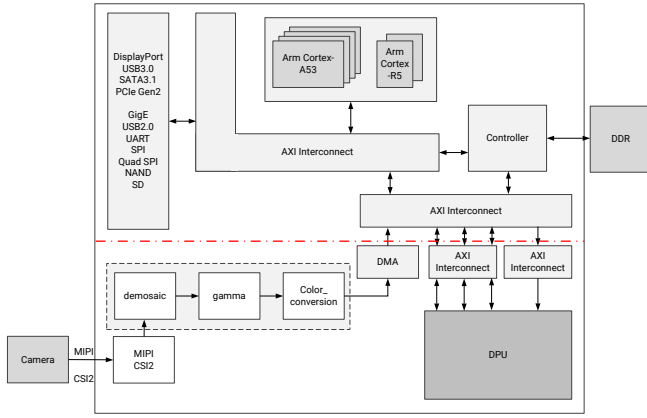 DisplayPort
USB3.0
SATA3.1
PCIe Gen2
GigE
USB2.0
UART
SPI
Quad SPI
NAND
SD
Arm Cortex-
A53
Arm
Cortex
-R5
AXI Interconnect
Controller
DDR
AXI Interconnect
DMA
AXI
Interconnect
AXI
Interconnect
demosaic
gamma
Color_
conversion
Camera
MIPI
CSI2
MIPI
CSI2
DPU